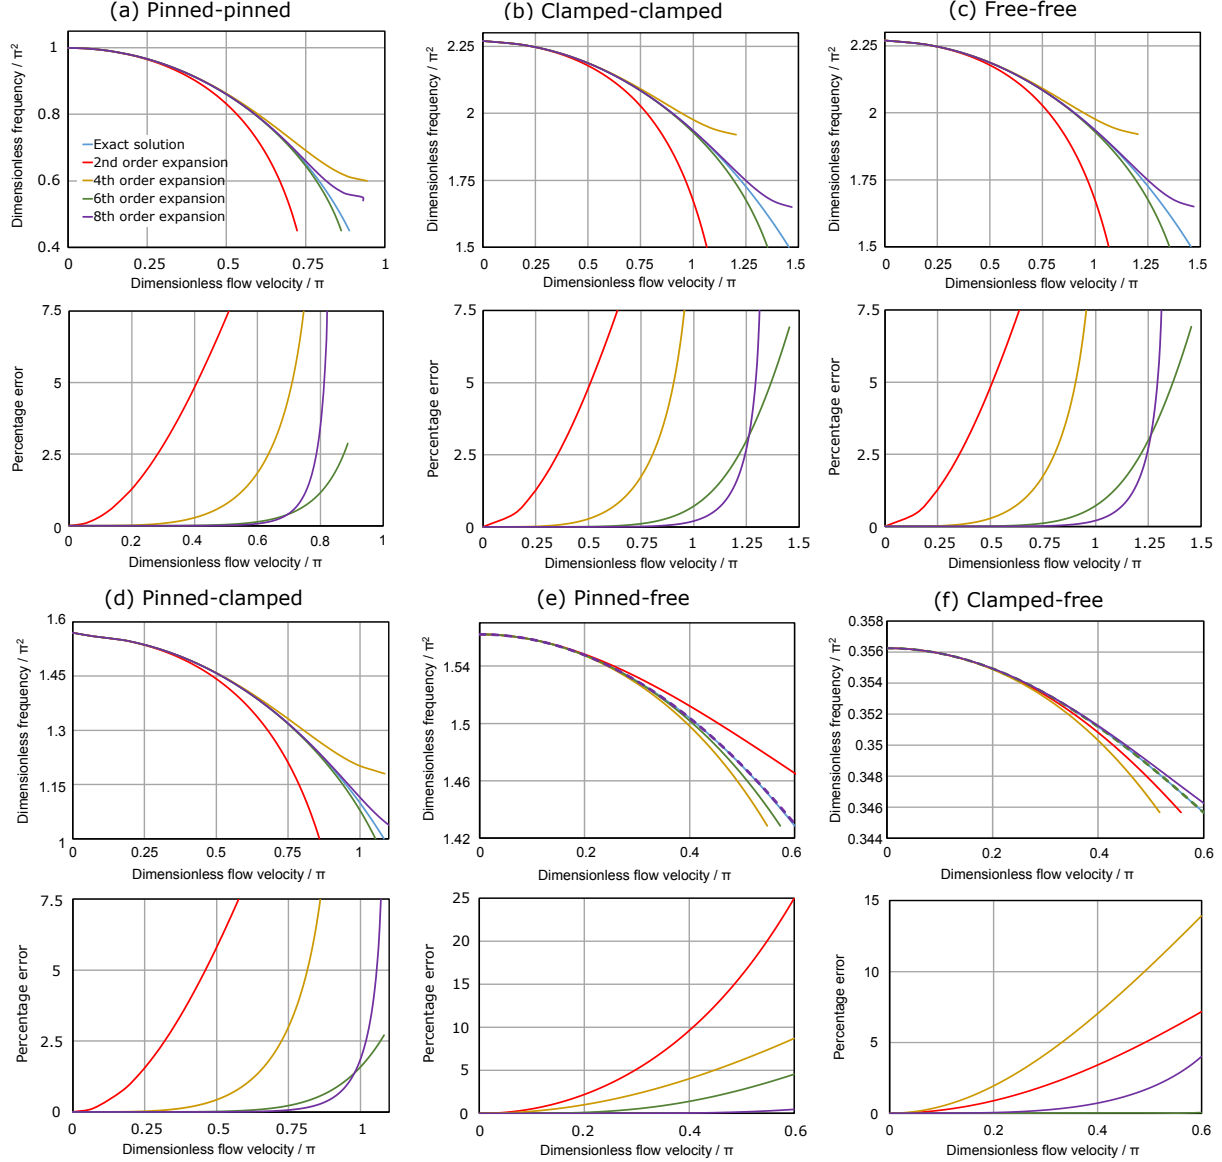 (a) Pinned-pinned
Dimensionless frequency / π²
1
0.8
0.6
0.4
Exact solution
2nd order expansion
4th order expansion
6th order expansion
8th order expansion
0 0.25 0.5 0.75 1
Dimensionless flow velocity / π
Percentage error
7.5
5
2.5
0
0 0.2 0.4 0.6 0.8 1
Dimensionless flow velocity / π
(b) Clamped-clamped
Dimensionless frequency / π²
2.25
2
1.75
1.5
0 0.25 0.5 0.75 1 1.25 1.5
Dimensionless flow velocity / π
Percentage error
7.5
5
2.5
0
0 0.25 0.5 0.75 1 1.25 1.5
Dimensionless flow velocity / π
(c) Free-free
Dimensionless frequency / π²
2.25
2
1.75
1.5
0 0.25 0.5 0.75 1 1.25 1.5
Dimensionless flow velocity / π
Percentage error
7.5
5
2.5
0
0 0.25 0.5 0.75 1 1.25 1.5
Dimensionless flow velocity / π
(d) Pinned-clamped
Dimensionless frequency / π²
1.6
1.45
1.3
1.15
1
0 0.25 0.5 0.75 1
Dimensionless flow velocity / π
Percentage error
7.5
5
2.5
0
0 0.25 0.5 0.75 1
Dimensionless flow velocity / π
(e) Pinned-free
Dimensionless frequency / π²
1.54
1.5
1.46
1.42
0 0.2 0.4 0.6
Dimensionless flow velocity / π
Percentage error
25
20
15
10
5
0
0 0.2 0.4 0.6
Dimensionless flow velocity / π
(f) Clamped-free
Dimensionless frequency / π²
0.358
0.356
0.354
0.352
0.35
0.348
0.346
0.344
0 0.2 0.4 0.6
Dimensionless flow velocity / π
Percentage error
15
10
5
0
0 0.2 0.4 0.6
Dimensionless flow velocity / π